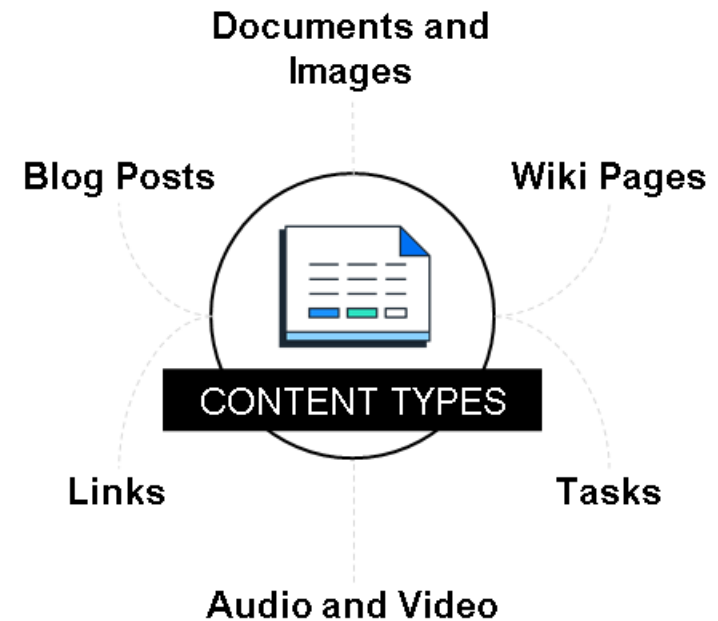 Documents and
Images
Blog Posts
Wiki Pages
CONTENT TYPES
Links
Tasks
Audio and Video